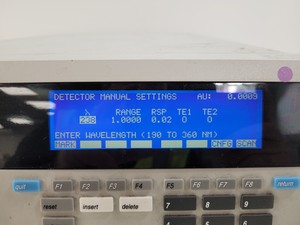 DETECTOR MANUAL SETTINGS AU: 0.0003
λ RANGE RSP TE1 TE2
238 1.0000 0.02 0 0
ENTER WAVELENGTH (190 TO 360 NM)
MARK CNFG SCAN
quit F1 F2 F3 F4 F5 F6 F7 F8 return
reset insert delete 7 8 9